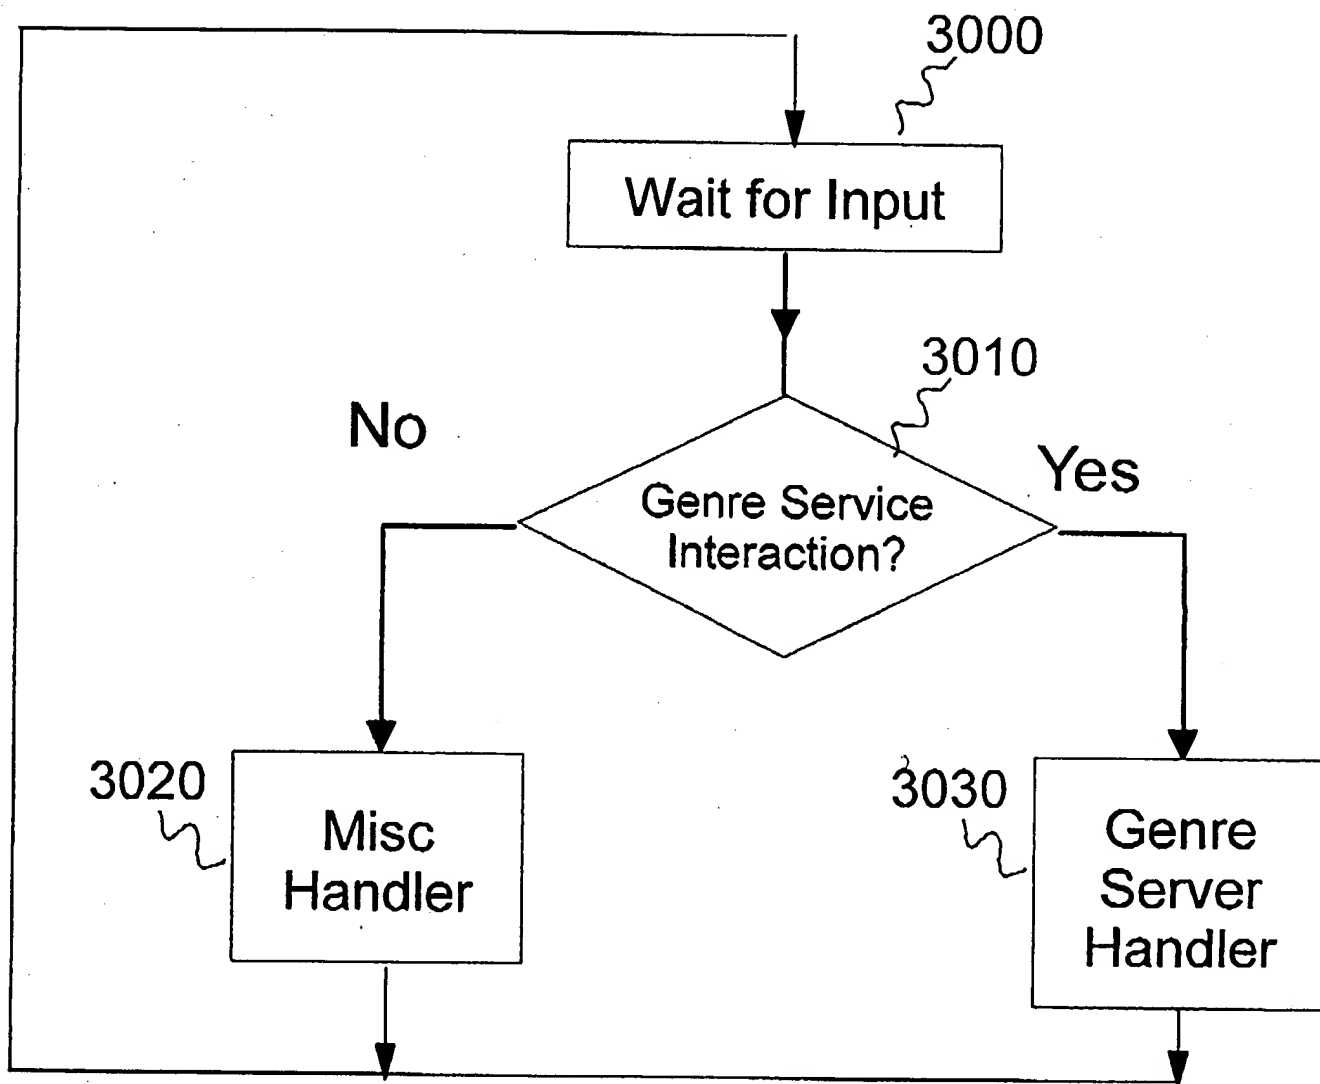 3000
Wait for Input
3010
No
Yes
Genre Service
Interaction?
3020
Misc
Handler
3030
Genre
Server
Handler